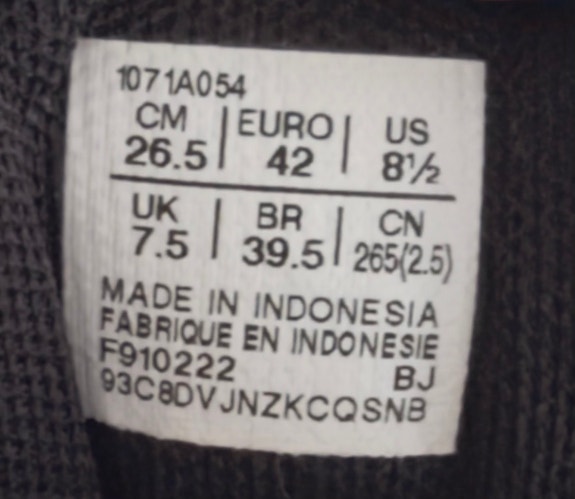 1071A054
CM | EURO | US
26.5 | 42 | 8½
UK | BR | CN
7.5 | 39.5 | 265(2.5)
MADE IN INDONESIA
FABRIQUE EN INDONESIE
F910222 BJ
93C8DVJNZKCQSNB